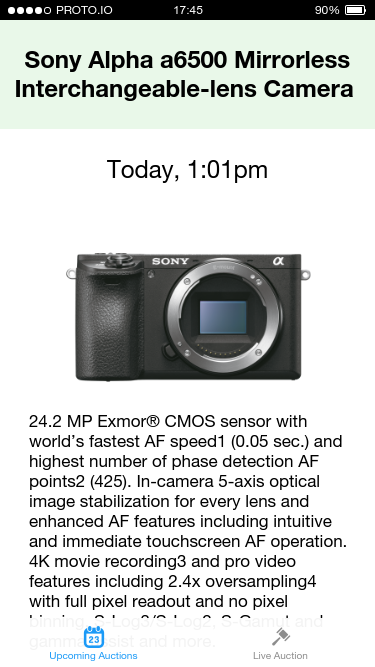 PROTO.IO 17:45 90%
Sony Alpha a6500 Mirrorless
Interchangeable-lens Camera
Today, 1:01pm
SONY α
24.2 MP Exmor® CMOS sensor with
world's fastest AF speed1 (0.05 sec.) and
highest number of phase detection AF
points2 (425). In-camera 5-axis optical
image stabilization for every lens and
enhanced AF features including intuitive
and immediate touchscreen AF operation.
4K movie recording3 and pro video
features including 2.4x oversampling4
with full pixel readout and no pixel
binning, S-Log3/S-Log2, S-Gamut and
gamma assist and more.
23
Upcoming Auctions Live Auction